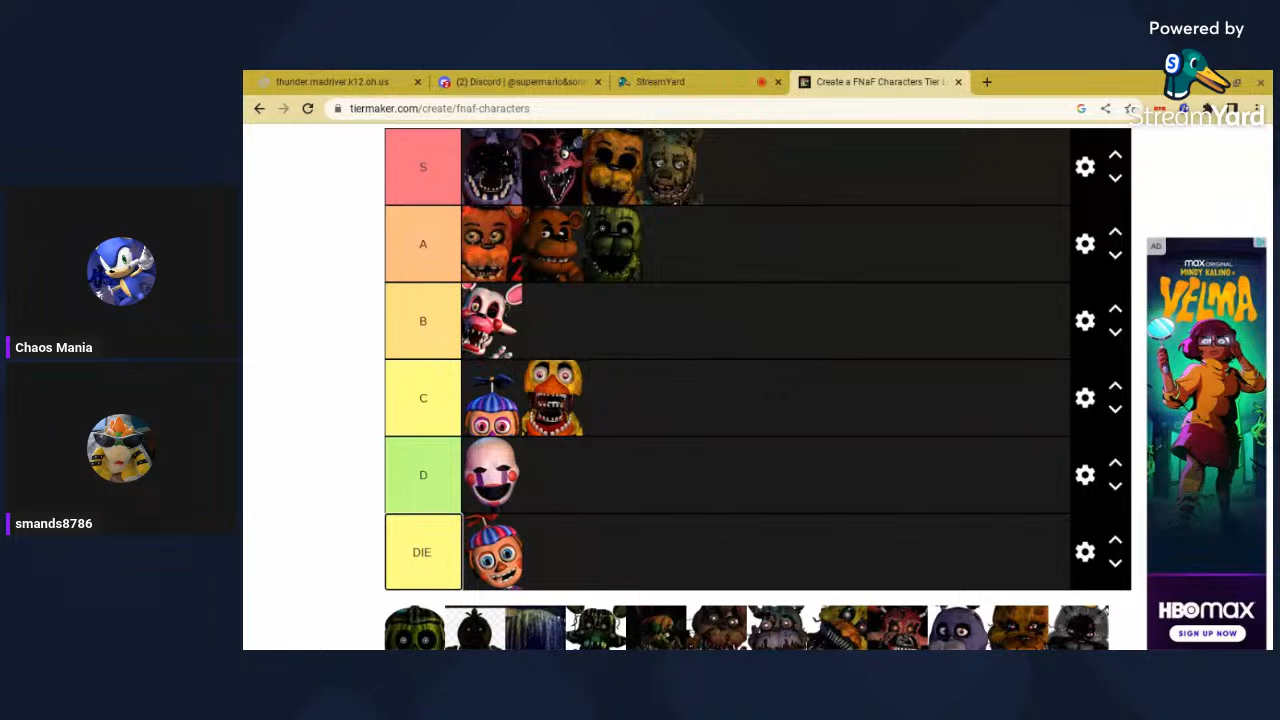 Powered by
StreamYard
thunder.madriver.k12.oh.us
(2) Discord | @supermario&son
StreamYard
Create a FNaF Characters Tier L
tiermaker.com/create/fnaf-characters
S
A
B
C
D
DIE
Chaos Mania
smands8786
AD
max ORIGINAL
MINDY KALING
VELMA
HBOmax
SIGN UP NOW